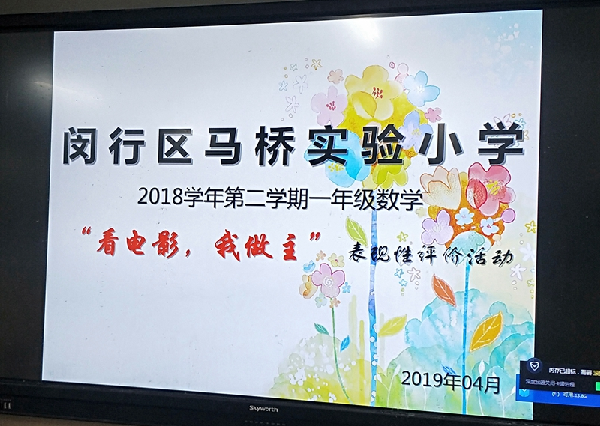 闵行区马桥实验小学
2018学年第二学期一年级数学
“看电影，我做主” 表现性评价活动
2019年04月
Skyworth